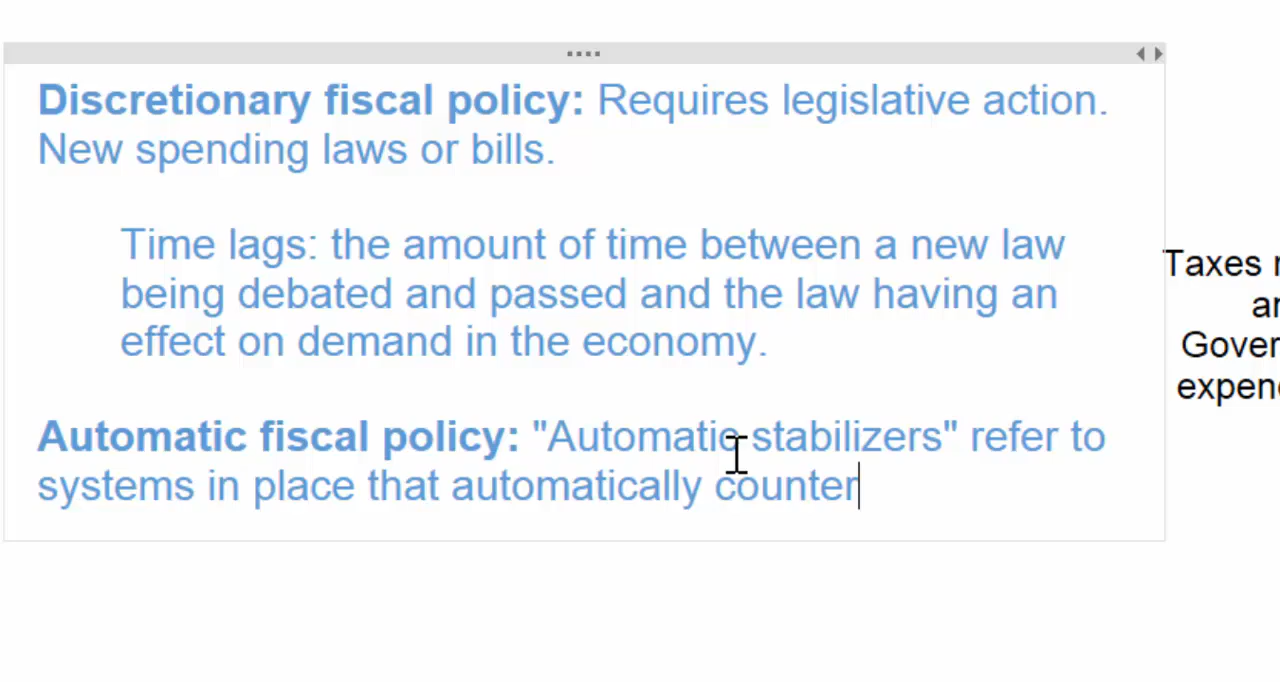 Discretionary fiscal policy: Requires legislative action.
New spending laws or bills.
Time lags: the amount of time between a new law
being debated and passed and the law having an
effect on demand in the economy.
Automatic fiscal policy: "Automatic stabilizers" refer to
systems in place that automatically counter
Taxes